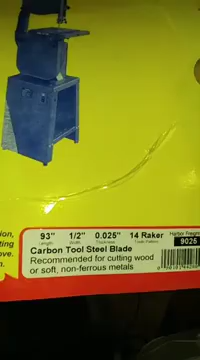 ion,
ting
ove.
n.
93" 1/2" 0.025" 14 Raker Harbor Freight
Length Width Thickness Tooth Pattern 9025
Carbon Tool Steel Blade
Recommended for cutting wood
or soft, non-ferrous metals